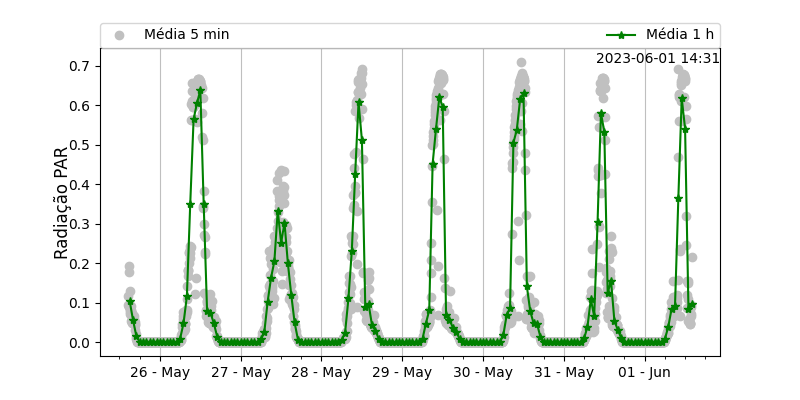 Média 5 min
Média 1 h
2023-06-01 14:31
Radiação PAR
0.7
0.6
0.5
0.4
0.3
0.2
0.1
0.0
26 - May
27 - May
28 - May
29 - May
30 - May
31 - May
01 - Jun